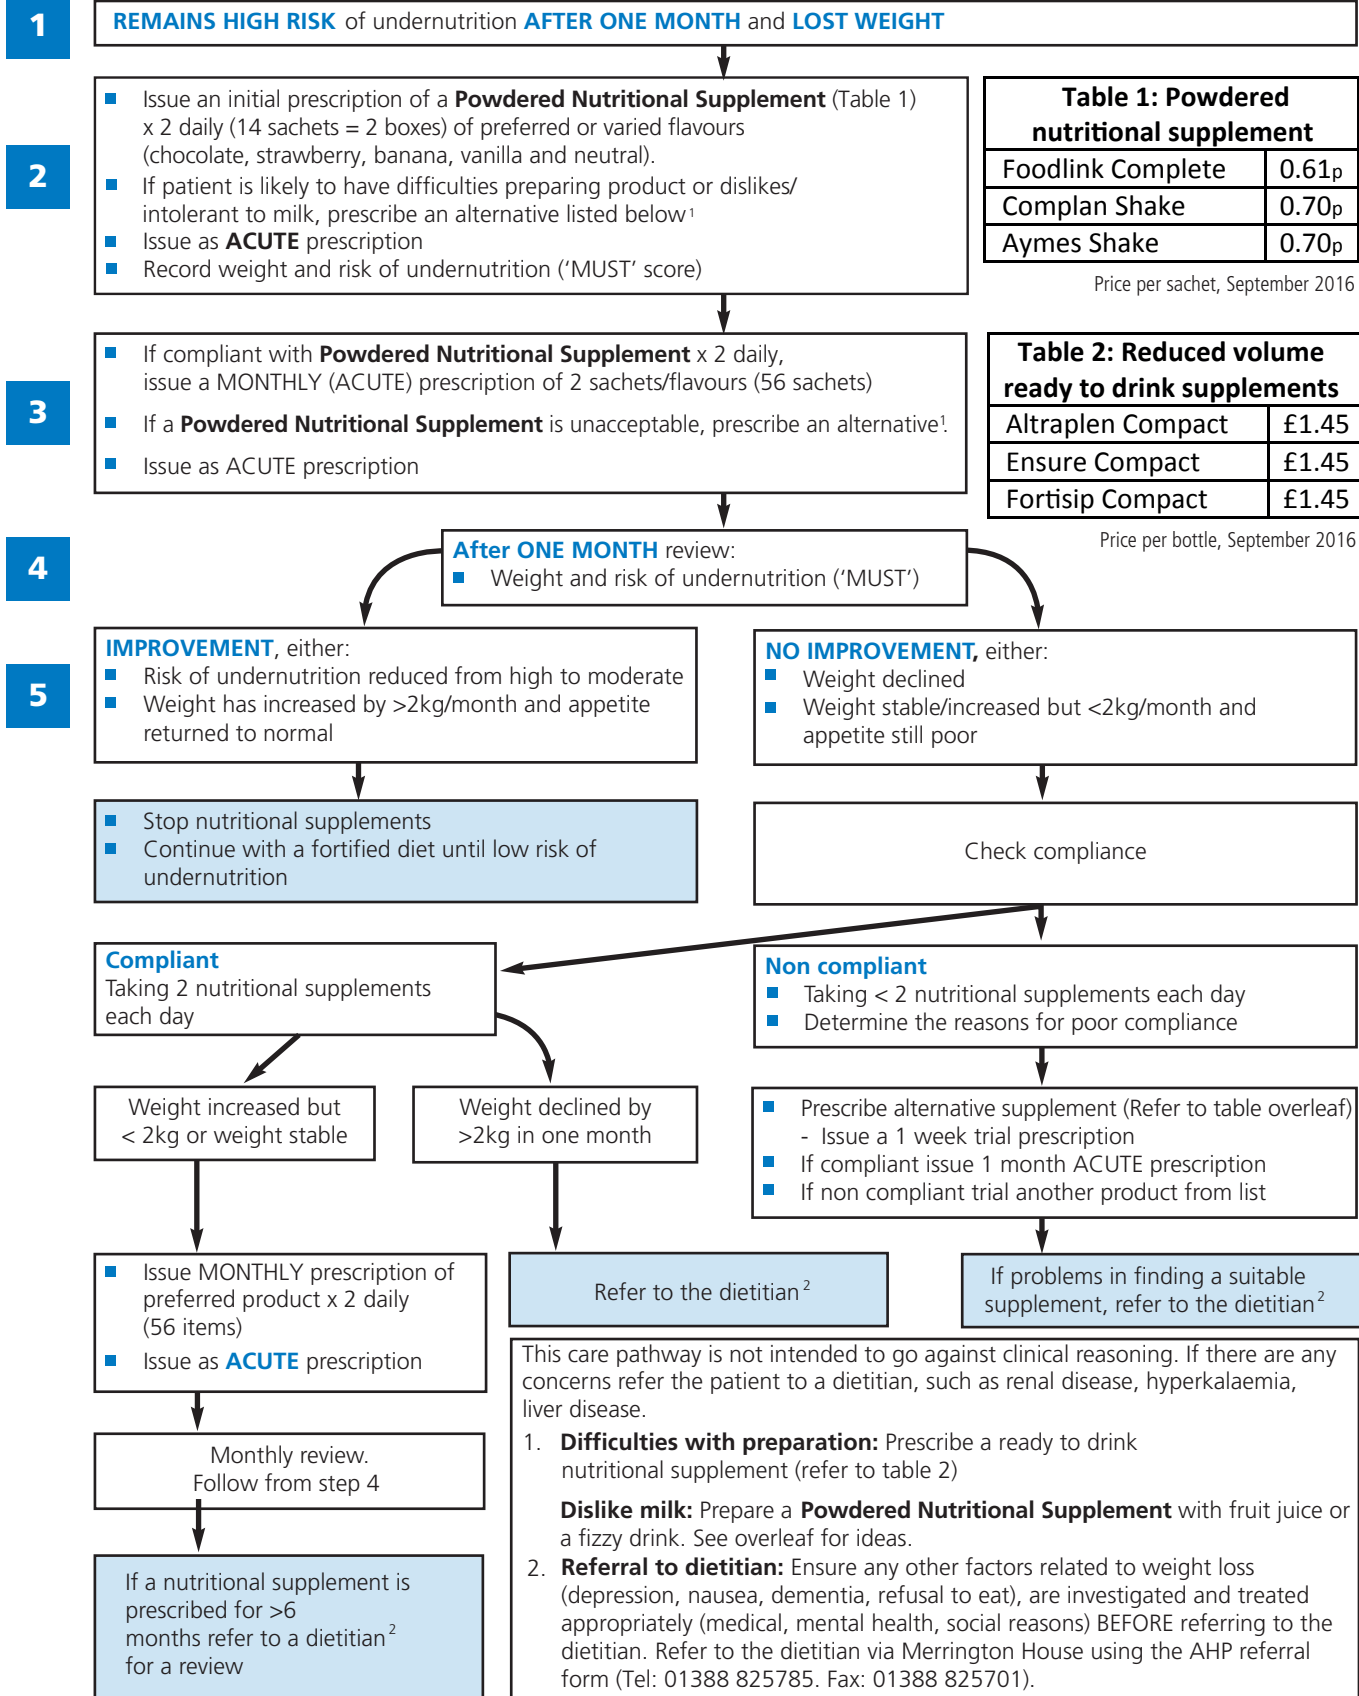 1
REMAINS HIGH RISK of undernutrition AFTER ONE MONTH and LOST WEIGHT
2
Issue an initial prescription of a Powdered Nutritional Supplement (Table 1)
x 2 daily (14 sachets = 2 boxes) of preferred or varied flavours
(chocolate, strawberry, banana, vanilla and neutral).
If patient is likely to have difficulties preparing product or dislikes/
intolerant to milk, prescribe an alternative listed below 1
Issue as ACUTE prescription
Record weight and risk of undernutrition ('MUST' score)
Table 1: Powdered
nutritional supplement
Foodlink Complete 0.61p
Complan Shake 0.70p
Aymes Shake 0.70p
Price per sachet, September 2016
3
If compliant with Powdered Nutritional Supplement x 2 daily,
issue a MONTHLY (ACUTE) prescription of 2 sachets/flavours (56 sachets)
If a Powdered Nutritional Supplement is unacceptable, prescribe an alternative1.
Issue as ACUTE prescription
Table 2: Reduced volume
ready to drink supplements
Altraplen Compact £1.45
Ensure Compact £1.45
Fortisip Compact £1.45
Price per bottle, September 2016
4
After ONE MONTH review:
Weight and risk of undernutrition ('MUST')
5
IMPROVEMENT, either:
Risk of undernutrition reduced from high to moderate
Weight has increased by >2kg/month and appetite
returned to normal
NO IMPROVEMENT, either:
Weight declined
Weight stable/increased but <2kg/month and
appetite still poor
Stop nutritional supplements
Continue with a fortified diet until low risk of
undernutrition
Check compliance
Compliant
Taking 2 nutritional supplements
each day
Non compliant
Taking < 2 nutritional supplements each day
Determine the reasons for poor compliance
Weight increased but
< 2kg or weight stable
Weight declined by
>2kg in one month
Prescribe alternative supplement (Refer to table overleaf)
- Issue a 1 week trial prescription
If compliant issue 1 month ACUTE prescription
If non compliant trial another product from list
Issue MONTHLY prescription of
preferred product x 2 daily
(56 items)
Issue as ACUTE prescription
Refer to the dietitian 2
If problems in finding a suitable
supplement, refer to the dietitian 2
Monthly review.
Follow from step 4
If a nutritional supplement is
prescribed for >6
months refer to a dietitian 2
for a review
This care pathway is not intended to go against clinical reasoning. If there are any
concerns refer the patient to a dietitian, such as renal disease, hyperkalaemia,
liver disease.
1. Difficulties with preparation: Prescribe a ready to drink
nutritional supplement (refer to table 2)
Dislike milk: Prepare a Powdered Nutritional Supplement with fruit juice or
a fizzy drink. See overleaf for ideas.
2. Referral to dietitian: Ensure any other factors related to weight loss
(depression, nausea, dementia, refusal to eat), are investigated and treated
appropriately (medical, mental health, social reasons) BEFORE referring to the
dietitian. Refer to the dietitian via Merrington House using the AHP referral
form (Tel: 01388 825785. Fax: 01388 825701).